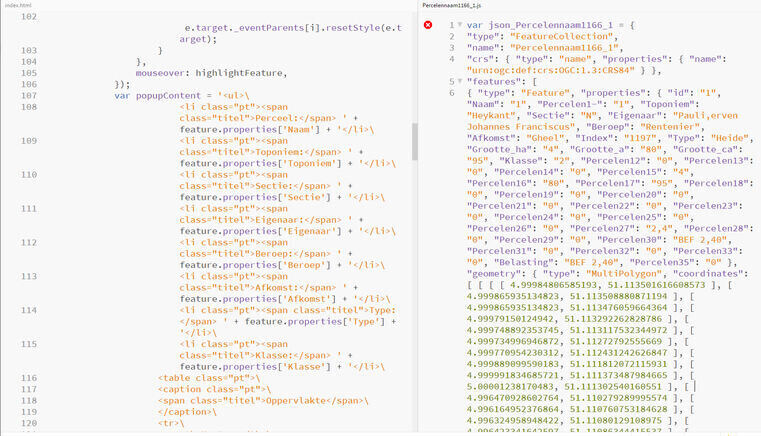 index.html
102
e.target._eventParents[i].resetStyle(e.t
arget);
103 }
104 },
105 mouseover: highlightFeature,
106 });
107 var popupContent = '<ul>\
108 <li class="pt"><span
class="titel">Perceel:</span> ' +
feature.properties['Naam'] + '</li>\
109 <li class="pt"><span
class="titel">Toponiem:</span> ' +
feature.properties['Toponiem'] + '</li>\
110 <li class="pt"><span
class="titel">Sectie:</span> ' +
feature.properties['Sectie'] + '</li>\
111 <li class="pt"><span
class="titel">Eigenaar:</span> ' +
feature.properties['Eigenaar'] + '</li>\
112 <li class="pt"><span
class="titel">Beroep:</span> ' +
feature.properties['Beroep'] + '</li>\
113 <li class="pt"><span
class="titel">Afkomst:</span> ' +
feature.properties['Afkomst'] + '</li>\
114 <li class="pt"><span class="titel">Type:
</span> ' + feature.properties['Type'] +
'</li>\
115 <li class="pt"><span
class="titel">Klasse:</span> ' +
feature.properties['Klasse'] + '</li>\
116 <table class="pt">\
117 <caption class="pt">\
118 <span class="titel">Oppervlakte</span>\
119 </caption>\
120 <tr>\
Percelennaam1166_1.js
1 var json_Percelennaam1166_1 = {
2 "type": "FeatureCollection",
3 "name": "Percelennaam1166_1",
4 "crs": { "type": "name", "properties": { "name":
"urn:ogc:def:crs:OGC:1.3:CRS84" } },
5 "features": [
6 { "type": "Feature", "properties": { "id": "1",
"Naam": "1", "Percelen1-": "1", "Toponiem":
"Heykant", "Sectie": "N", "Eigenaar": "Pauli,erven
Johannes Franciscus", "Beroep": "Rentenier",
"Afkomst": "Gheel", "Index": "1197", "Type": "Heide",
"Grootte_ha": "4", "Grootte_a": "80", "Grootte_ca":
"95", "Klasse": "2", "Percelen12": "0", "Percelen13":
"0", "Percelen14": "0", "Percelen15": "4",
"Percelen16": "80", "Percelen17": "95", "Percelen18":
"0", "Percelen19": "0", "Percelen20": "0",
"Percelen21": "0", "Percelen22": "0", "Percelen23":
"0", "Percelen24": "0", "Percelen25": "0",
"Percelen26": "0", "Percelen27": "2,4", "Percelen28":
"0", "Percelen29": "0", "Percelen30": "BEF 2,40",
"Percelen31": "0", "Percelen32": "0", "Percelen33":
"0", "Belasting": "BEF 2,40", "Percelen35": "0" },
"geometry": { "type": "MultiPolygon", "coordinates":
[ [ [ [ 4.99984806585193, 51.113501616608573 ], [
4.999865935134823, 51.113508880871194 ], [
4.999865935134823, 51.113476059664364 ], [
4.99979150124942, 51.113292262828786 ], [
4.999748892353745, 51.113117532344972 ], [
4.999734996946872, 51.11272792555669 ], [
4.999770954230312, 51.112431242626847 ], [
4.999889099590183, 51.111812072115931 ], [
4.999991834685721, 51.111373487984665 ], [
5.00001238170483, 51.111302540160551 ], [
4.996470928602764, 51.110279289995574 ], [
4.996164952376864, 51.110760753184628 ], [
4.996324958948422, 51.11080129108975 ], [